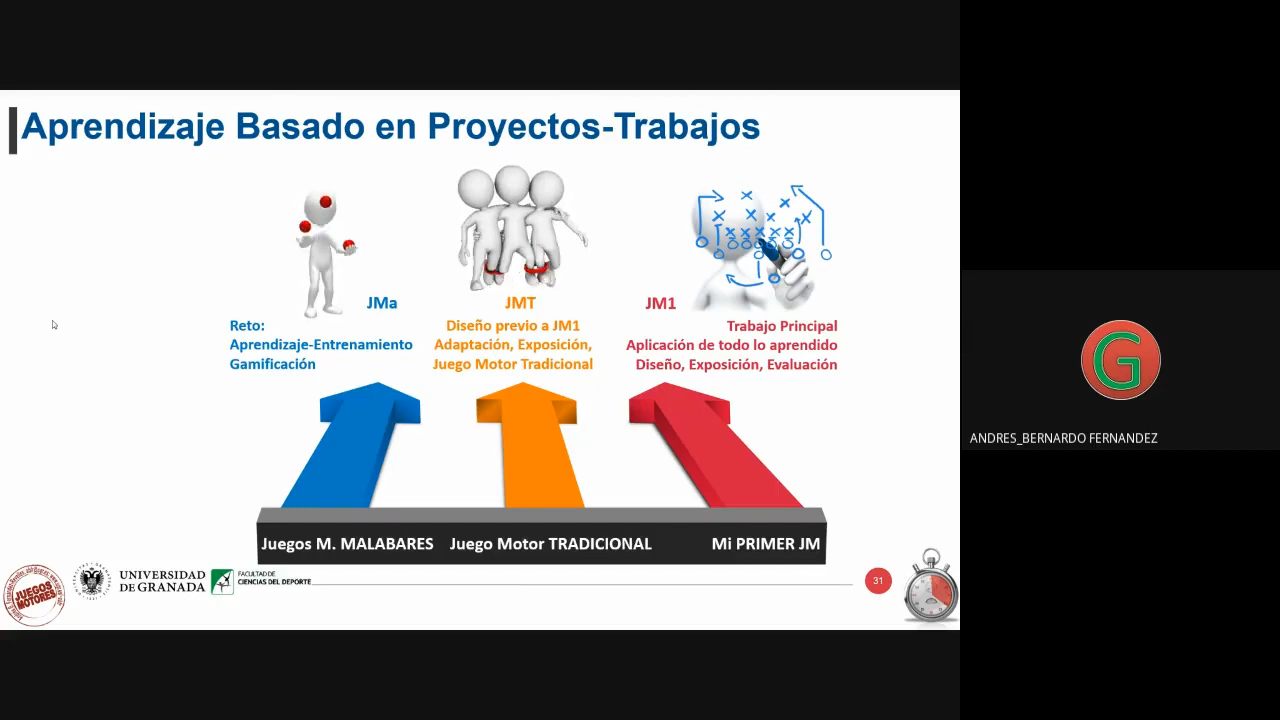 Aprendizaje Basado en Proyectos-Trabajos
JMa
Reto:
Aprendizaje-Entrenamiento
Gamificación
JMT
Diseño previo a JM1
Adaptación, Exposición,
Juego Motor Tradicional
JM1
Trabajo Principal
Aplicación de todo lo aprendido
Diseño, Exposición, Evaluación
Juegos M. MALABARES
Juego Motor TRADICIONAL
Mi PRIMER JM
JUEGOS
MOTORES
UNIVERSIDAD
DE GRANADA
FACULTAD DE
CIENCIAS DEL DEPORTE
31
G
ANDRES_BERNARDO FERNANDEZ